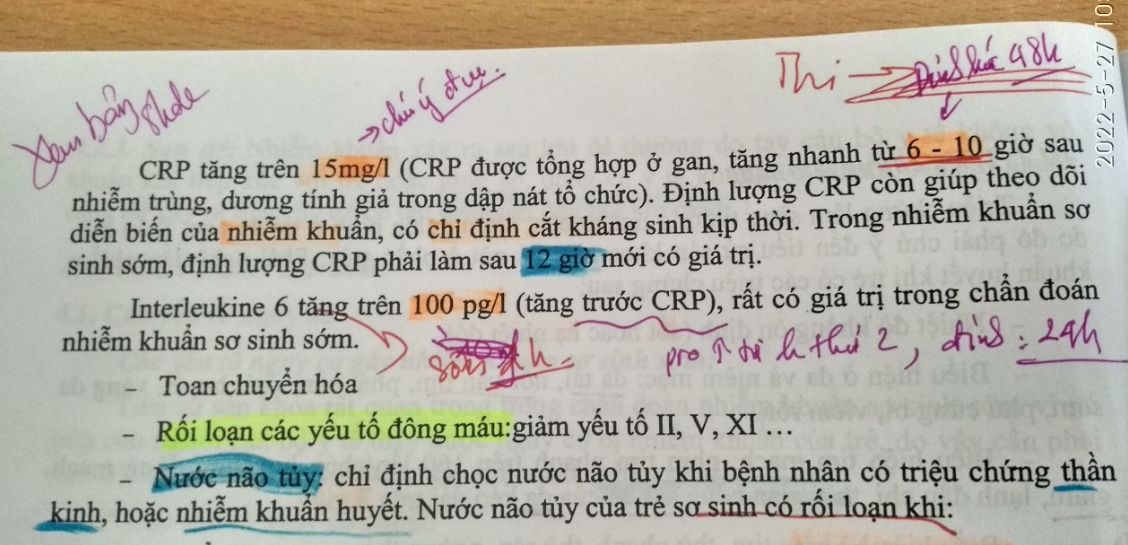 Xem bảng Shde
→ chú ý đtu.
Thi → Đỉnh là 48h
2022-5-27 10
CRP tăng trên 15mg/l (CRP được tổng hợp ở gan, tăng nhanh từ 6 - 10 giờ sau
nhiễm trùng, dương tính giả trong dập nát tổ chức). Định lượng CRP còn giúp theo dõi
diễn biến của nhiễm khuẩn, có chỉ định cắt kháng sinh kịp thời. Trong nhiễm khuẩn sơ
sinh sớm, định lượng CRP phải làm sau 12 giờ mới có giá trị.
Interleukine 6 tăng trên 100 pg/l (tăng trước CRP), rất có giá trị trong chẩn đoán
nhiễm khuẩn sơ sinh sớm.
pro ↑ từ h thứ 2, đỉnh : 24h
- Toan chuyển hóa
- Rối loạn các yếu tố đông máu:giảm yếu tố II, V, XI ...
- Nước não tủy: chỉ định chọc nước não tủy khi bệnh nhân có triệu chứng thần
kinh, hoặc nhiễm khuẩn huyết. Nước não tủy của trẻ sơ sinh có rối loạn khi: